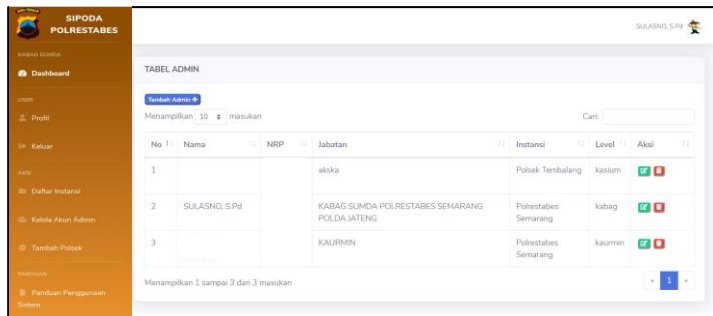 SIPODA
POLRESTABES
SULASNO, S.Pd
KABAG SUMDA
Dashboard
USER
Profil
Keluar
AKSI
Daftar Instansi
Kelola Akun Admin
Tambah Polsek
PANDUAN
Panduan Penggunaan
Sistem
TABEL ADMIN
Tambah Admin +
Menampilkan 10 masukan
Cari:
No Nama NRP Jabatan Instansi Level Aksi
1 akska Polsek Tembalang kasium
2 SULASNO, S.Pd KABAG SUMDA POLRESTABES SEMARANG Polrestabes kabag
POLDA JATENG Semarang
3 KAURMIN Polrestabes kaurmin
Semarang
Menampilkan 1 sampai 3 dari 3 masukan
« 1 »